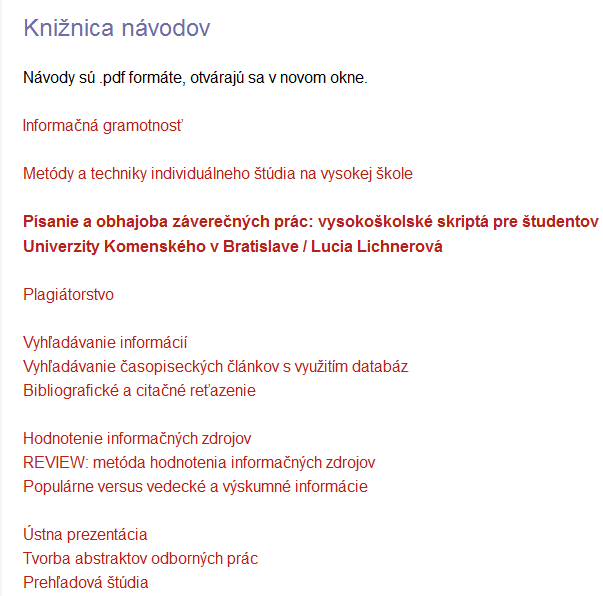 Knižnica návodov
Návody sú .pdf formáte, otvárajú sa v novom okne.
Informačná gramotnosť
Metódy a techniky individuálneho štúdia na vysokej škole
Písanie a obhajoba záverečných prác: vysokoškolské skriptá pre študentov
Univerzity Komenského v Bratislave / Lucia Lichnerová
Plagiátorstvo
Vyhľadávanie informácií
Vyhľadávanie časopiseckých článkov s využitím databáz
Bibliografické a citačné reťazenie
Hodnotenie informačných zdrojov
REVIEW: metóda hodnotenia informačných zdrojov
Populárne versus vedecké a výskumné informácie
Ústna prezentácia
Tvorba abstraktov odborných prác
Prehľadová štúdia